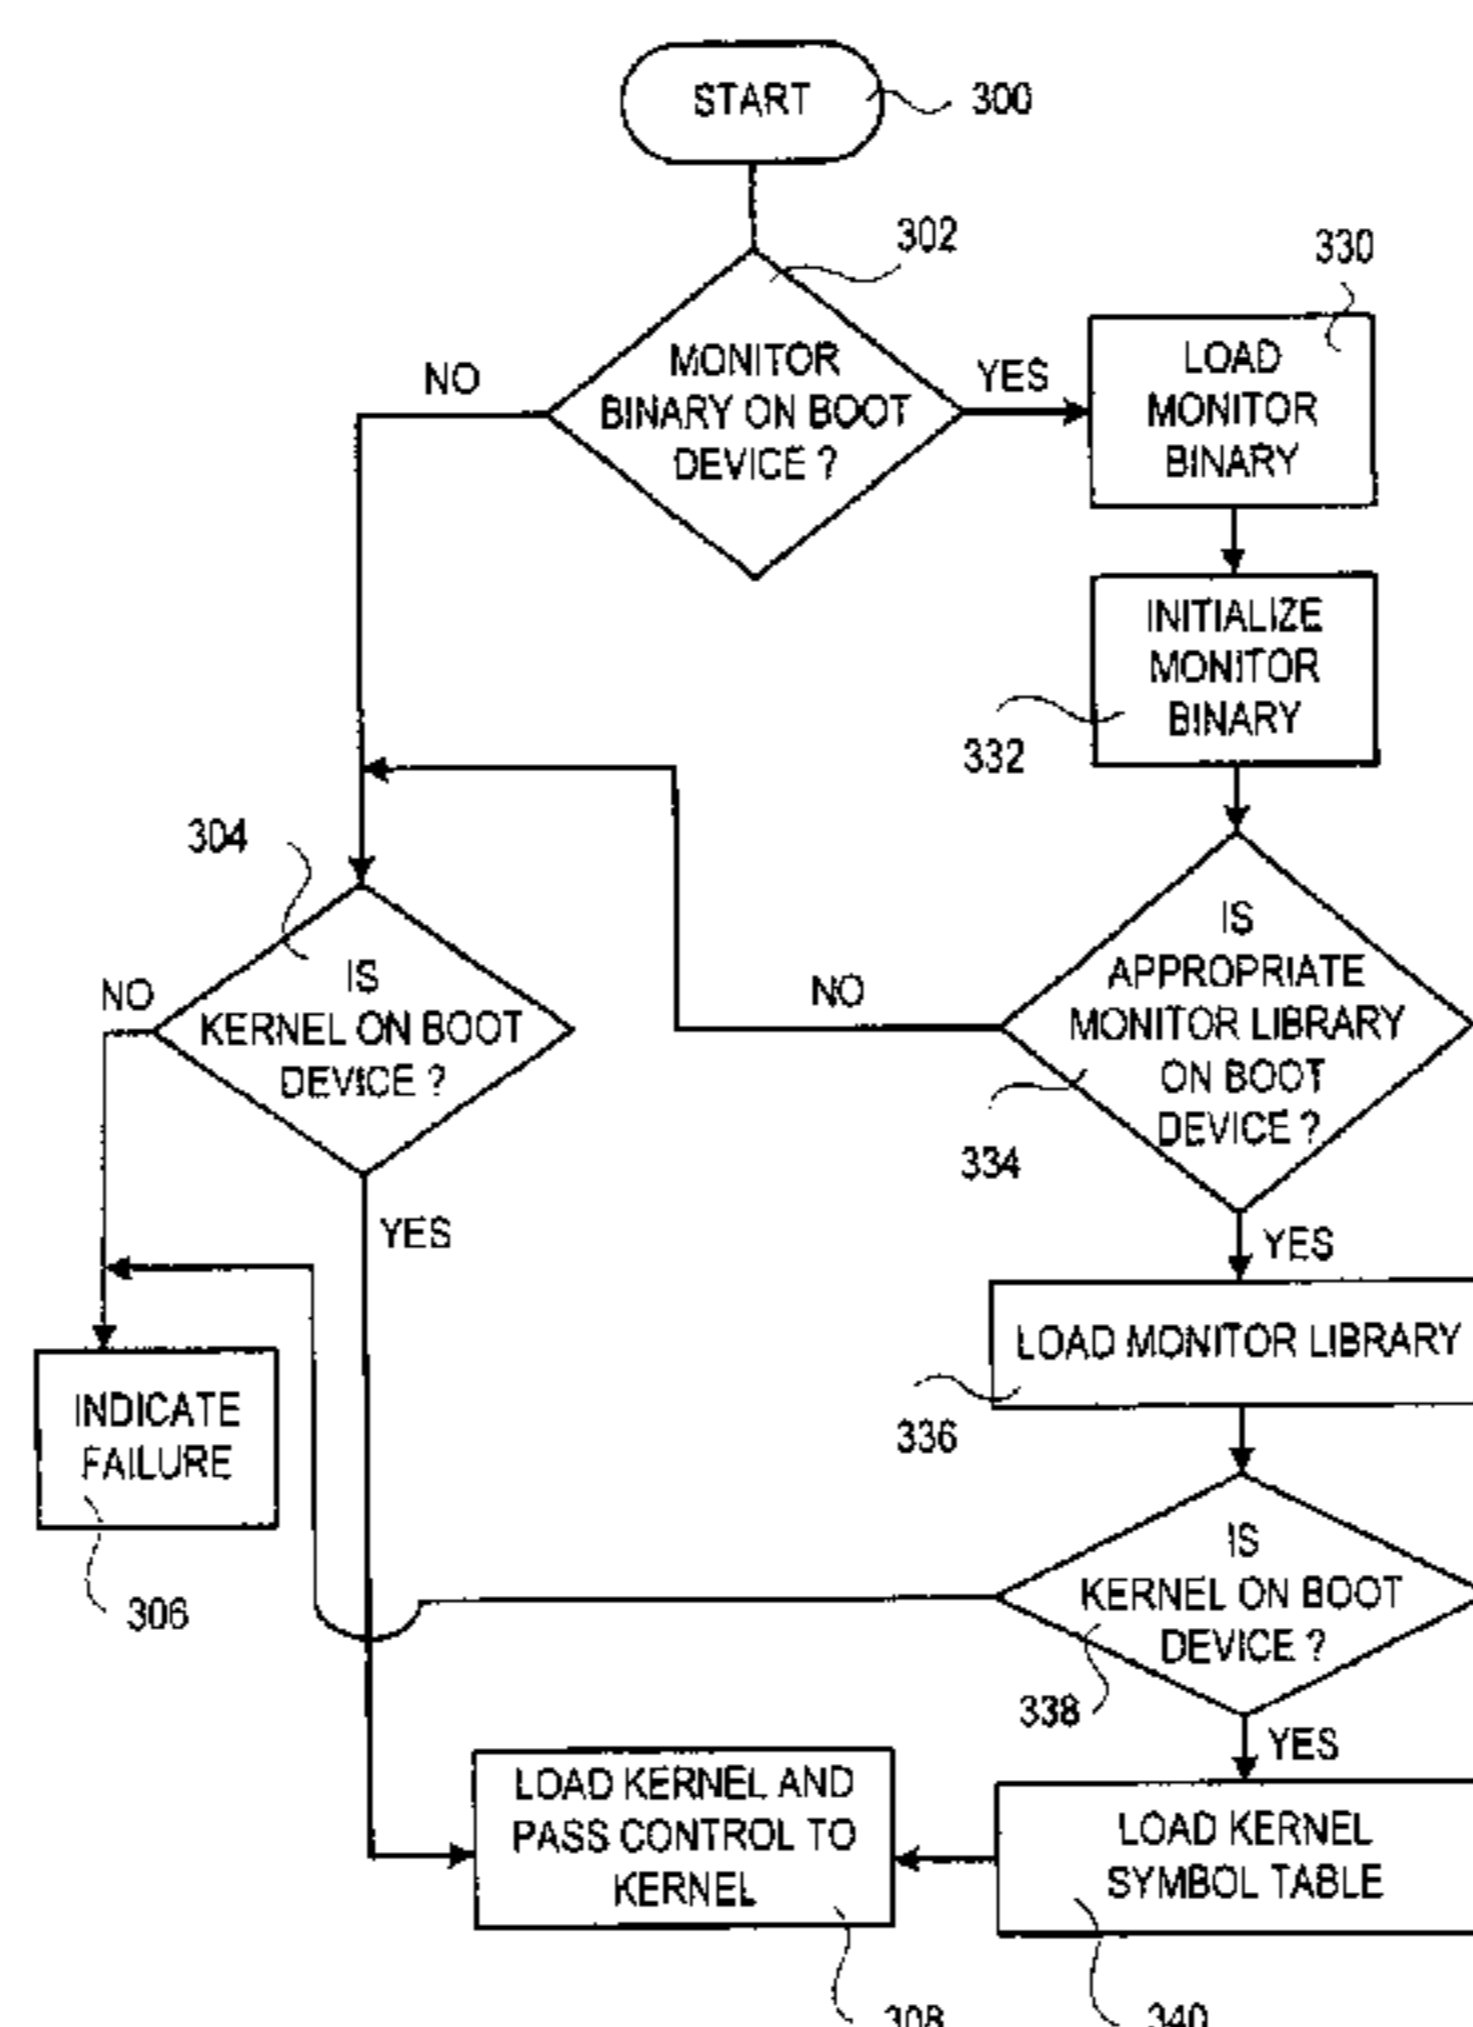 START
300
302
330
NO
MONITOR
BINARY ON BOOT
DEVICE ?
YES
LOAD
MONITOR
BINARY
INITIALIZE
MONITOR
BINARY
332
304
IS
KERNEL ON BOOT
DEVICE ?
NO
NO
IS
APPROPRIATE
MONITOR LIBRARY
ON BOOT
DEVICE ?
334
YES
YES
LOAD MONITOR LIBRARY
336
INDICATE
FAILURE
306
IS
KERNEL ON BOOT
DEVICE ?
338
YES
LOAD KERNEL AND
PASS CONTROL TO
KERNEL
LOAD KERNEL
SYMBOL TABLE
308
340